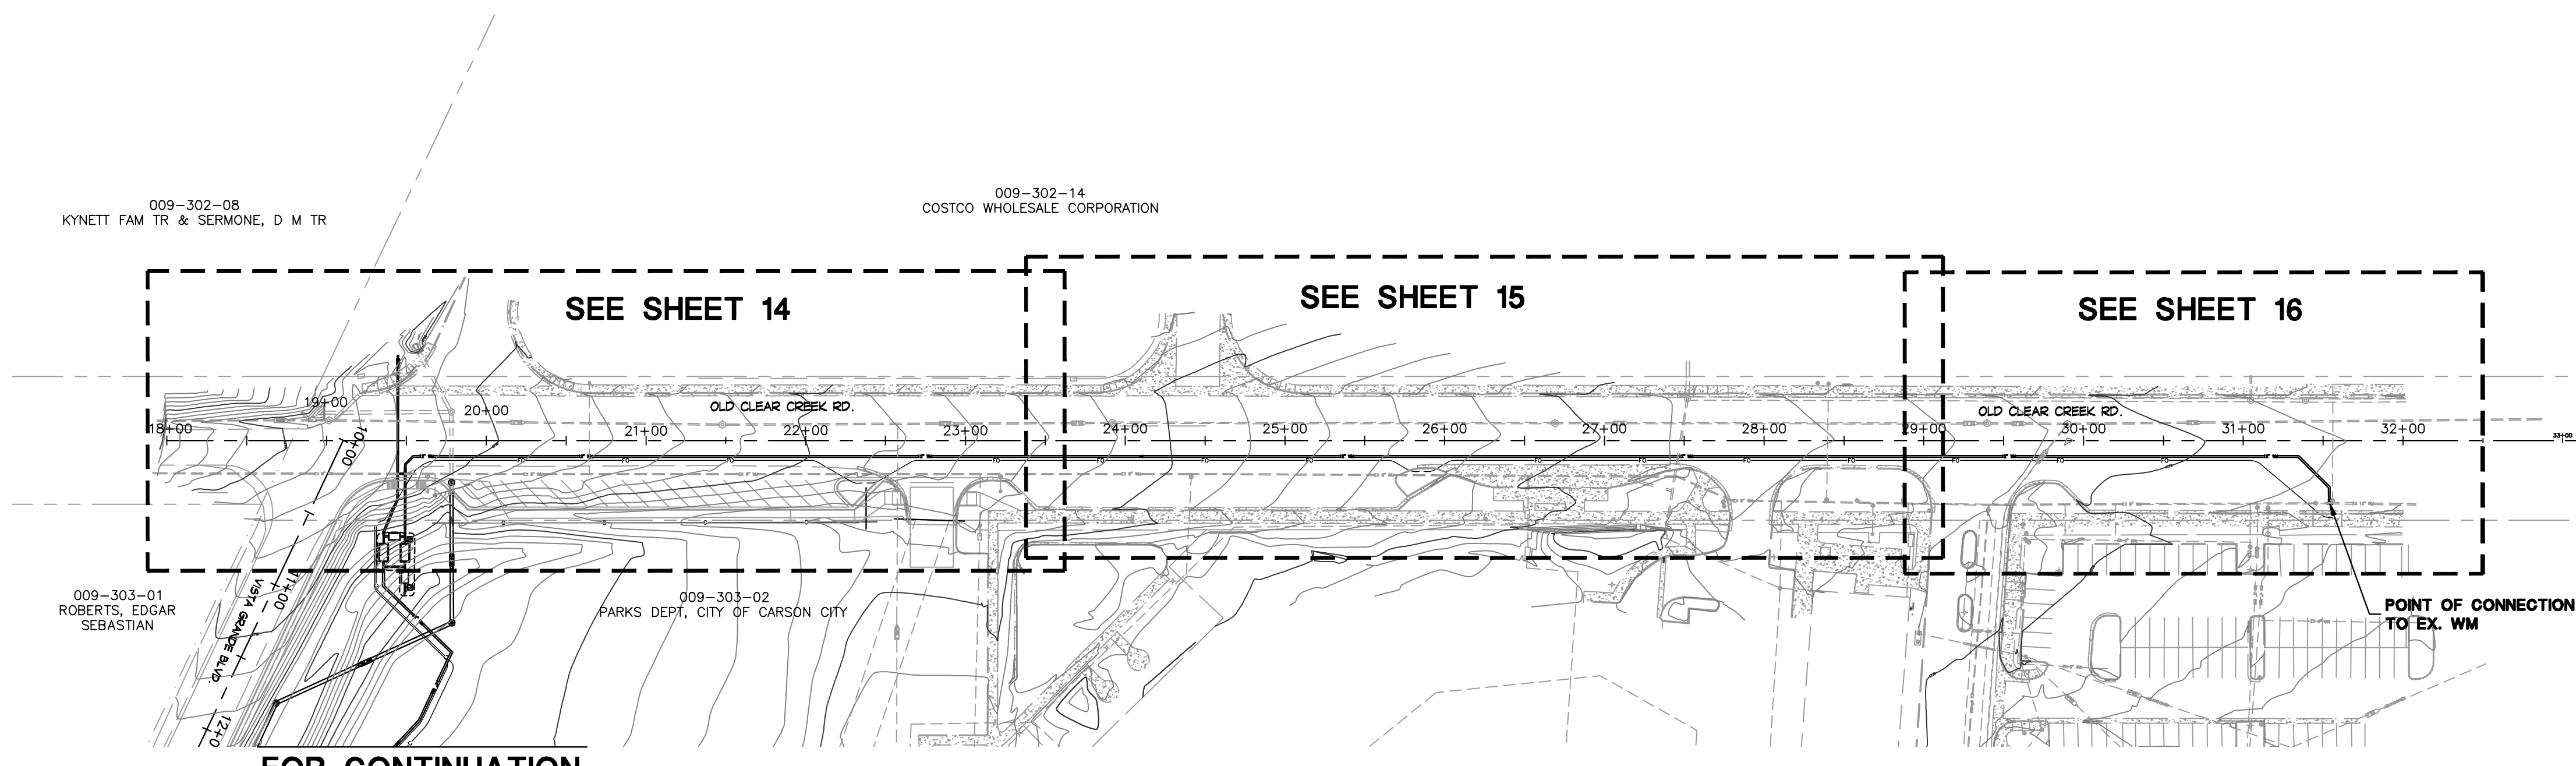 009-302-08
KYNETT FAM TR & SERMONE, D M TR
009-302-14
COSTCO WHOLESALE CORPORATION
SEE SHEET 14
SEE SHEET 15
SEE SHEET 16
OLD CLEAR CREEK RD.
OLD CLEAR CREEK RD.
18+00
19+00
20+00
21+00
22+00
23+00
24+00
25+00
26+00
27+00
28+00
29+00
30+00
31+00
32+00
33+00
10+00
11+00
VISTA GRANDE BLVD.
12+0
009-303-01
ROBERTS, EDGAR
SEBASTIAN
009-303-02
PARKS DEPT, CITY OF CARSON CITY
POINT OF CONNECTION
TO EX. WM
FOR CONTINUATION